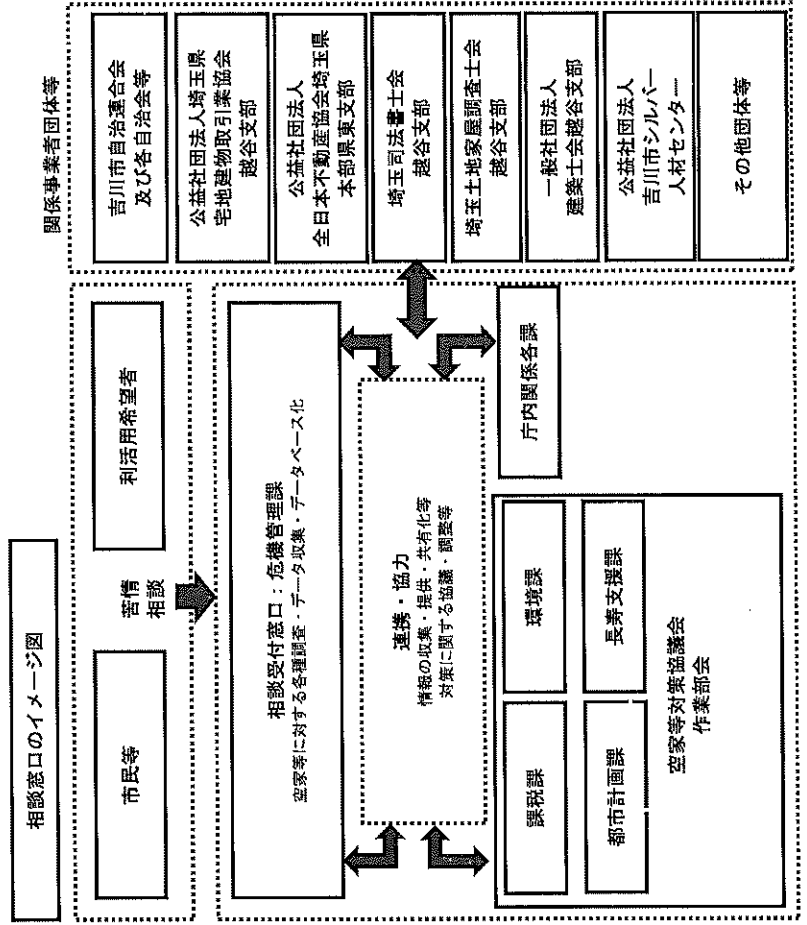 相談窓口のイメージ図
市民等
苦情
相談
利活用希望者
相談受付窓口：危機管理課
空家等に対する各種調査・データ収集・データベース化
連携・協力
情報の収集・提供・共有化等
対策に関する協議・調整等
課税課
環境課
都市計画課
長寿支援課
空家等対策協議会
作業部会
庁内関係各課
関係事業者団体等
吉川市自治連合会
及び各自治会等
公益社団法人埼玉県
宅地建物取引業協会
越谷支部
公益社団法人
全日本不動産協会埼玉県
本部県東支部
埼玉司法書士会
越谷支部
埼玉土地家屋調査士会
越谷支部
一般社団法人
建築士会越谷支部
公益社団法人
吉川市シルバー
人材センター
その他団体等